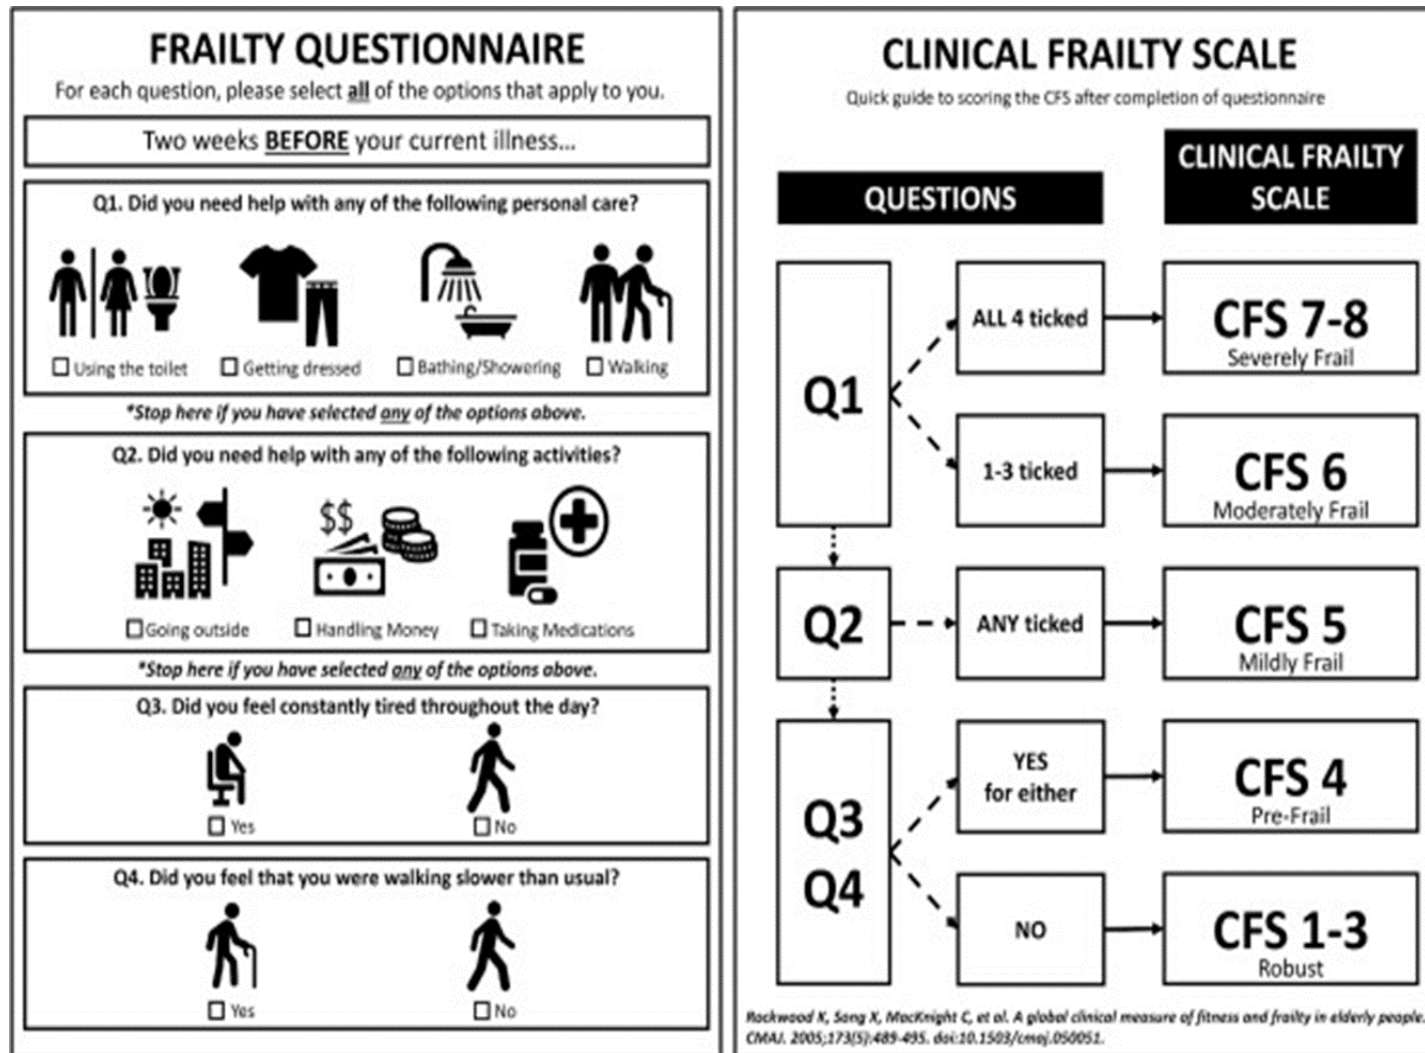 FRAILTY QUESTIONNAIRE
For each question, please select all of the options that apply to you.
Two weeks BEFORE your current illness...
Q1. Did you need help with any of the following personal care?
Using the toilet
Getting dressed
Bathing/Showering
Walking
*Stop here if you have selected any of the options above.
Q2. Did you need help with any of the following activities?
$$
Going outside
Handling Money
Taking Medications
*Stop here if you have selected any of the options above.
Q3. Did you feel constantly tired throughout the day?
Yes
No
Q4. Did you feel that you were walking slower than usual?
Yes
No
CLINICAL FRAILTY SCALE
Quick guide to scoring the CFS after completion of questionnaire
QUESTIONS
CLINICAL FRAILTY
SCALE
Q1
ALL 4 ticked
CFS 7-8
Severely Frail
1-3 ticked
CFS 6
Moderately Frail
Q2
ANY ticked
CFS 5
Mildly Frail
Q3
Q4
YES
for either
CFS 4
Pre-Frail
NO
CFS 1-3
Robust
Rockwood K, Song X, MacKnight C, et al. A global clinical measure of fitness and frailty in elderly people.
CMAJ. 2005;173(5):489-495. doi:10.1503/cmaj.050051.